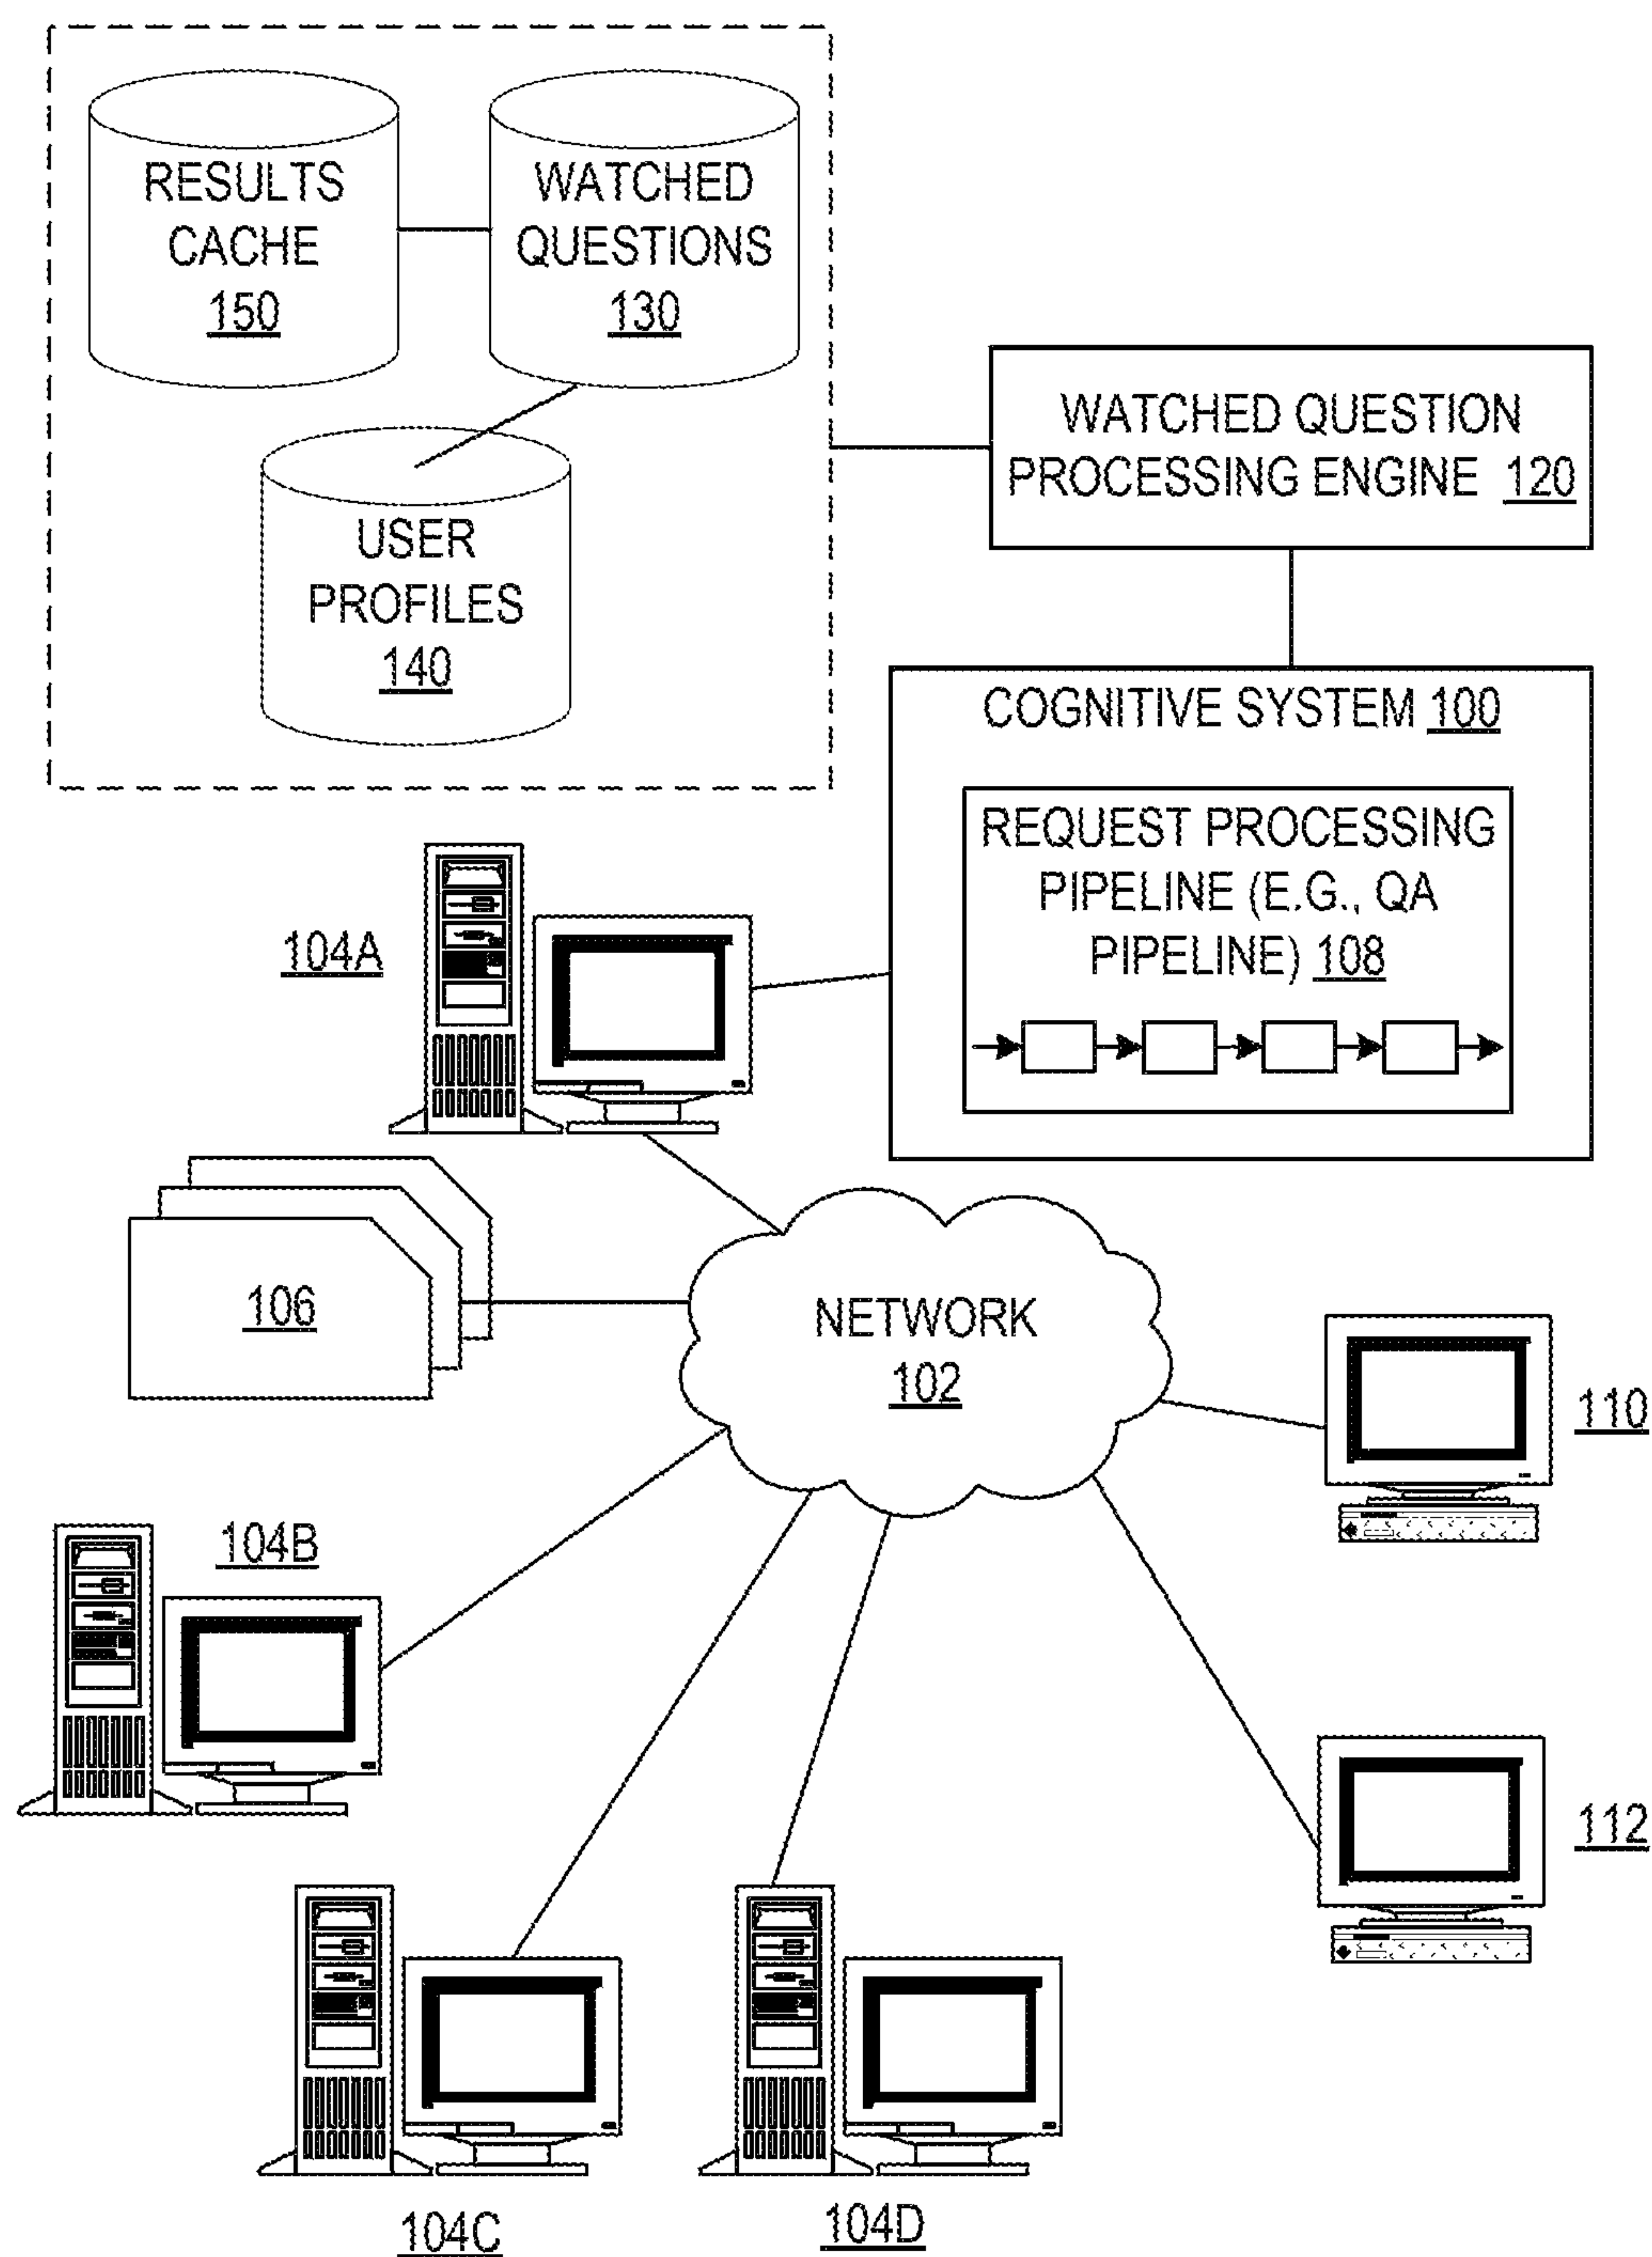 RESULTS
CACHE
150
WATCHED
QUESTIONS
130
USER
PROFILES
140
WATCHED QUESTION
PROCESSING ENGINE 120
COGNITIVE SYSTEM 100
REQUEST PROCESSING
PIPELINE (E.G., QA
PIPELINE) 108
104A
106
NETWORK
102
110
104B
112
104C
104D